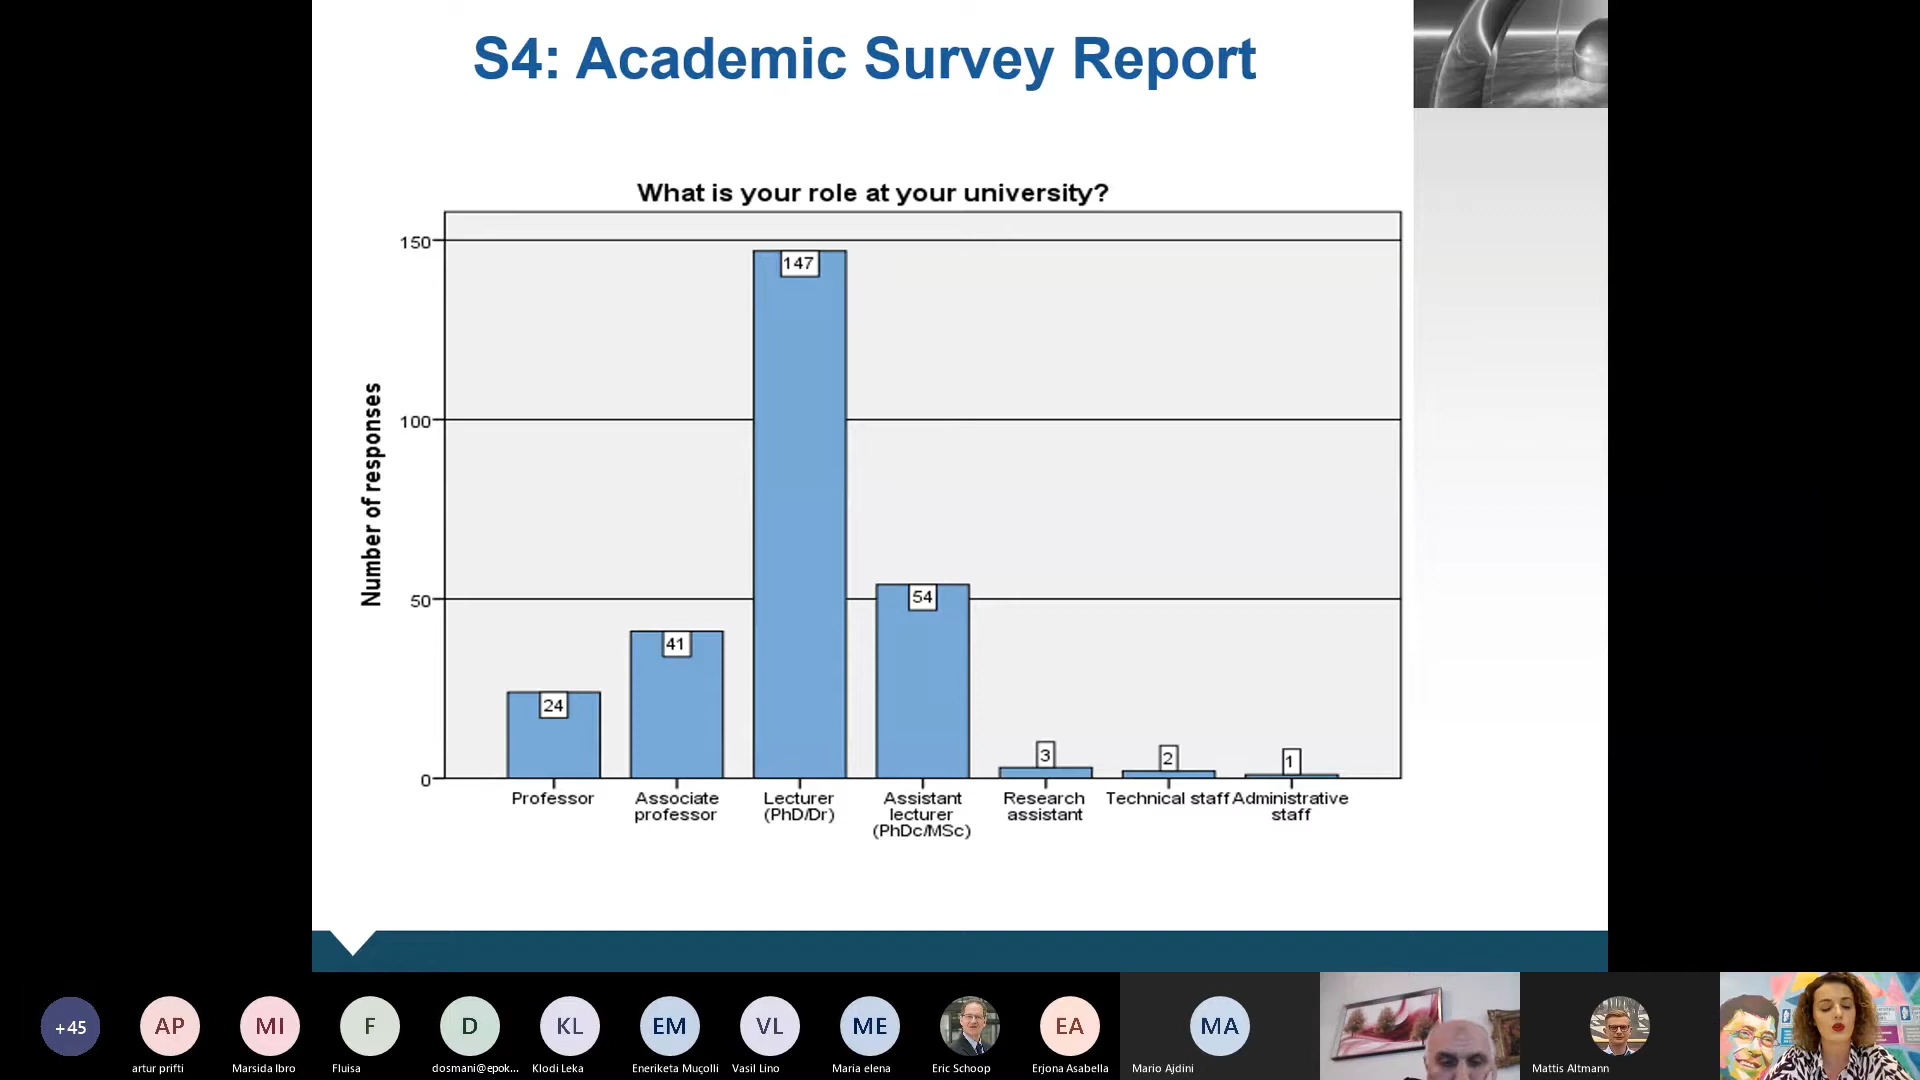 S4: Academic Survey Report
What is your role at your university?
Number of responses
150
100
50
0
147
54
41
24
3
2
1
Professor
Associate
professor
Lecturer
(PhD/Dr)
Assistant
lecturer
(PhDc/MSc)
Research
assistant
Technical staff
Administrative
staff
+45
AP
MI
F
D
KL
EM
VL
ME
EA
MA
artur prifti
Marsida Ibro
Fluisa
dosmani@epok...
Klodi Leka
Eneriketa Muçolli
Vasil Lino
Maria elena
Eric Schoop
Erjona Asabella
Mario Ajdini
Mattis Altmann